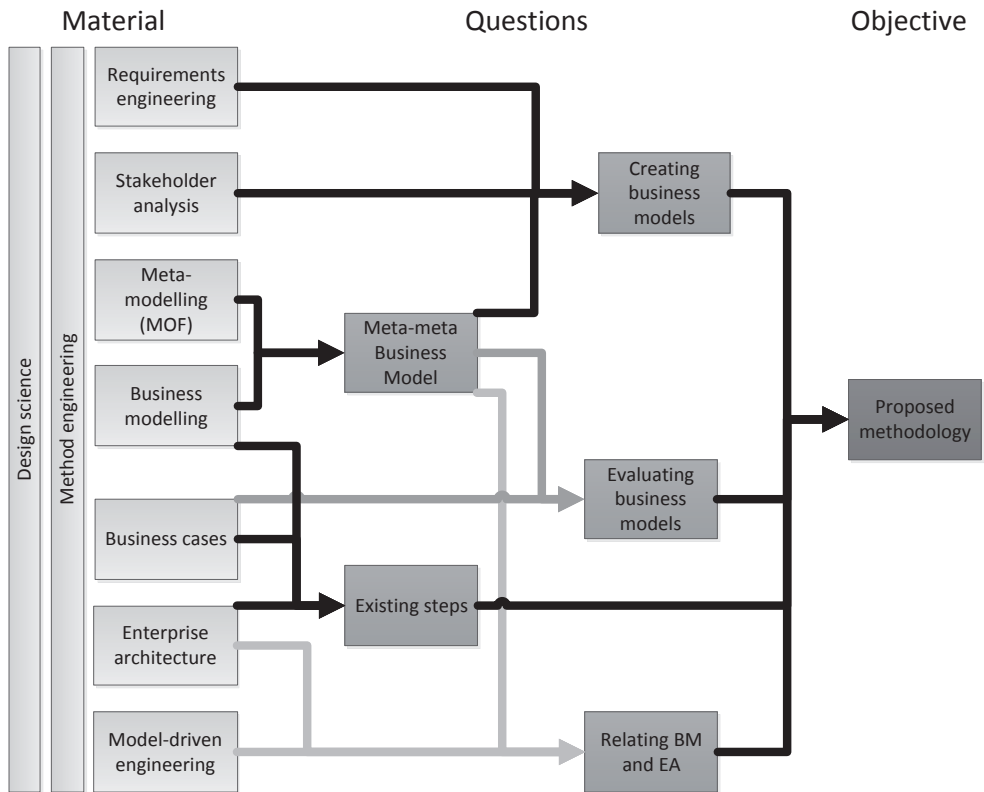 Material
Questions
Objective
Design science
Method engineering
Requirements
engineering
Stakeholder
analysis
Meta-
modelling
(MOF)
Business
modelling
Business cases
Enterprise
architecture
Model-driven
engineering
Meta-meta
Business
Model
Existing steps
Creating
business
models
Evaluating
business
models
Relating BM
and EA
Proposed
methodology